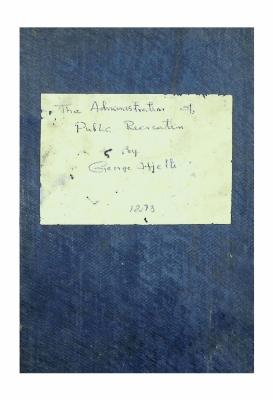 The Administration of
Public Recreation
By
George Hjelte
1273